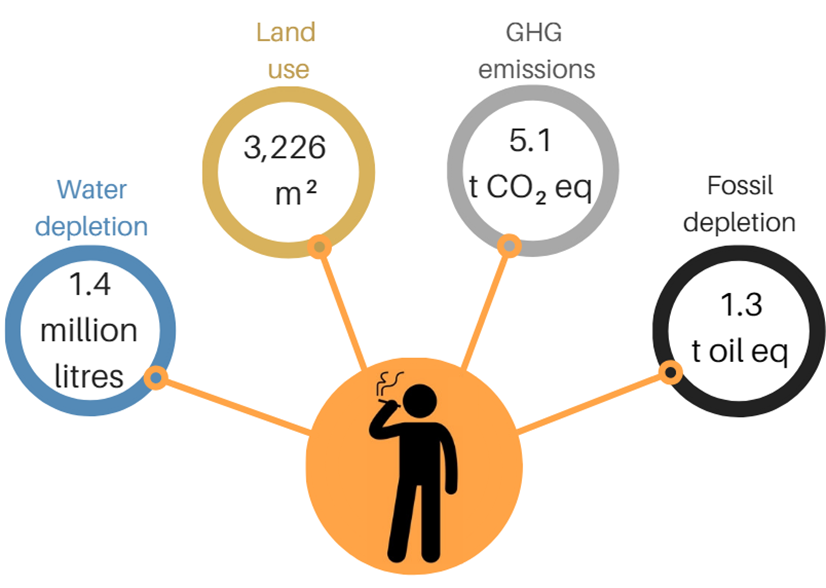 Land
use
3,226
m²
GHG
emissions
5.1
t CO₂ eq
Water
depletion
1.4
million
litres
Fossil
depletion
1.3
t oil eq